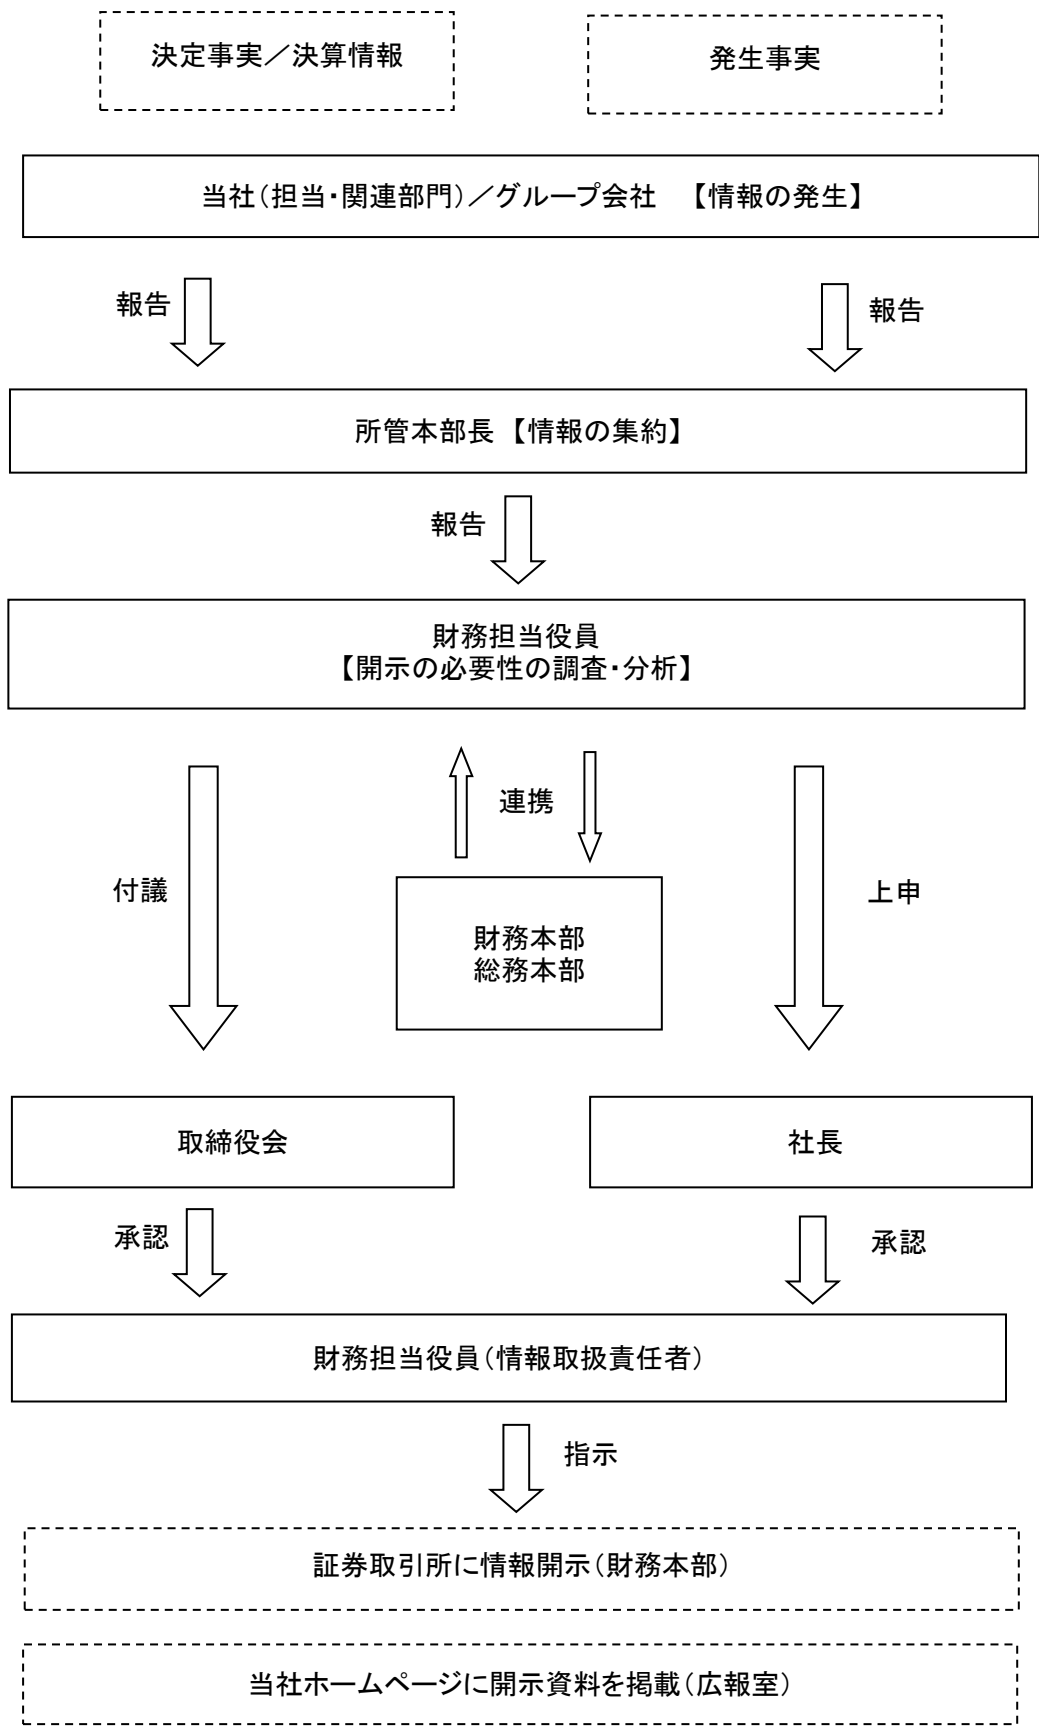 決定事実／決算情報
発生事実
当社（担当・関連部門）／グループ会社　【情報の発生】
報告
報告
所管本部長【情報の集約】
報告
財務担当役員
【開示の必要性の調査・分析】
連携
付議
上申
財務本部
総務本部
取締役会
社長
承認
承認
財務担当役員（情報取扱責任者）
指示
証券取引所に情報開示（財務本部）
当社ホームページに開示資料を掲載（広報室）